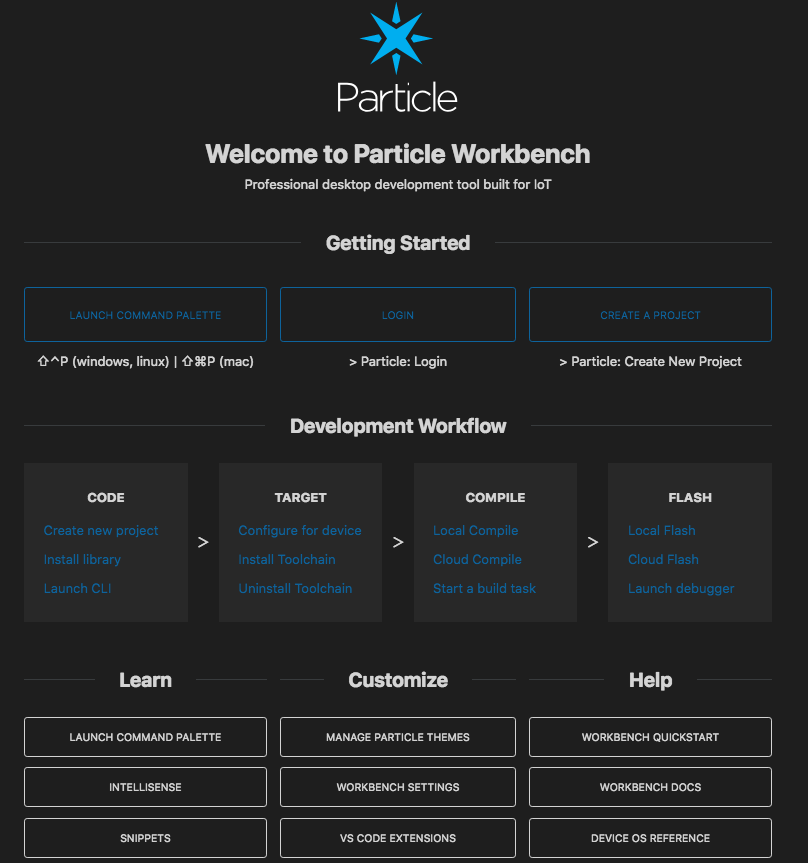 Particle
Welcome to Particle Workbench
Professional desktop development tool built for IoT
Getting Started
LAUNCH COMMAND PALETTE
LOGIN
CREATE A PROJECT
⇧^P (windows, linux) | ⇧⌘P (mac)
> Particle: Login
> Particle: Create New Project
Development Workflow
CODE
Create new project
Install library
Launch CLI
>
TARGET
Configure for device
Install Toolchain
Uninstall Toolchain
>
COMPILE
Local Compile
Cloud Compile
Start a build task
>
FLASH
Local Flash
Cloud Flash
Launch debugger
Learn
LAUNCH COMMAND PALETTE
INTELLISENSE
SNIPPETS
Customize
MANAGE PARTICLE THEMES
WORKBENCH SETTINGS
VS CODE EXTENSIONS
Help
WORKBENCH QUICKSTART
WORKBENCH DOCS
DEVICE OS REFERENCE